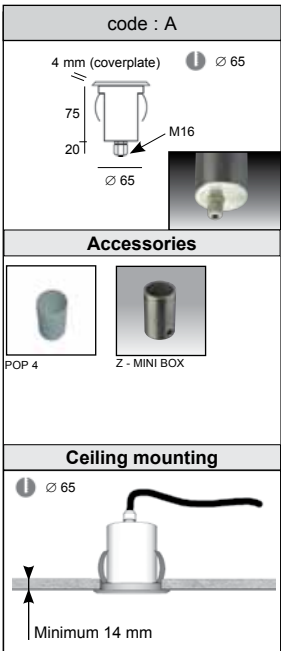 code : A
4 mm (coverplate)
∅ 65
75
M16
20
∅ 65
Accessories
POP 4
Z - MINI BOX
Ceiling mounting
∅ 65
Minimum 14 mm